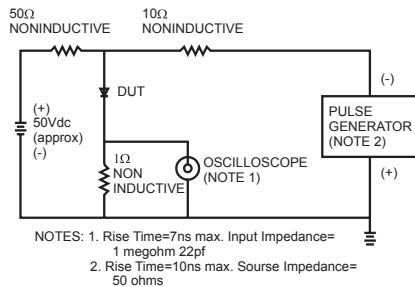 50Ω
NONINDUCTIVE
10Ω
NONINDUCTIVE
DUT
(+)
50Vdc
(approx)
(-)
1Ω
NON
INDUCTIVE
OSCILLOSCOPE
(NOTE 1)
(-)
PULSE
GENERATOR
(NOTE 2)
(+)
NOTES: 1. Rise Time=7ns max. Input Impedance=
1 megohm 22pf
2. Rise Time=10ns max. Sourse Impedance=
50 ohms